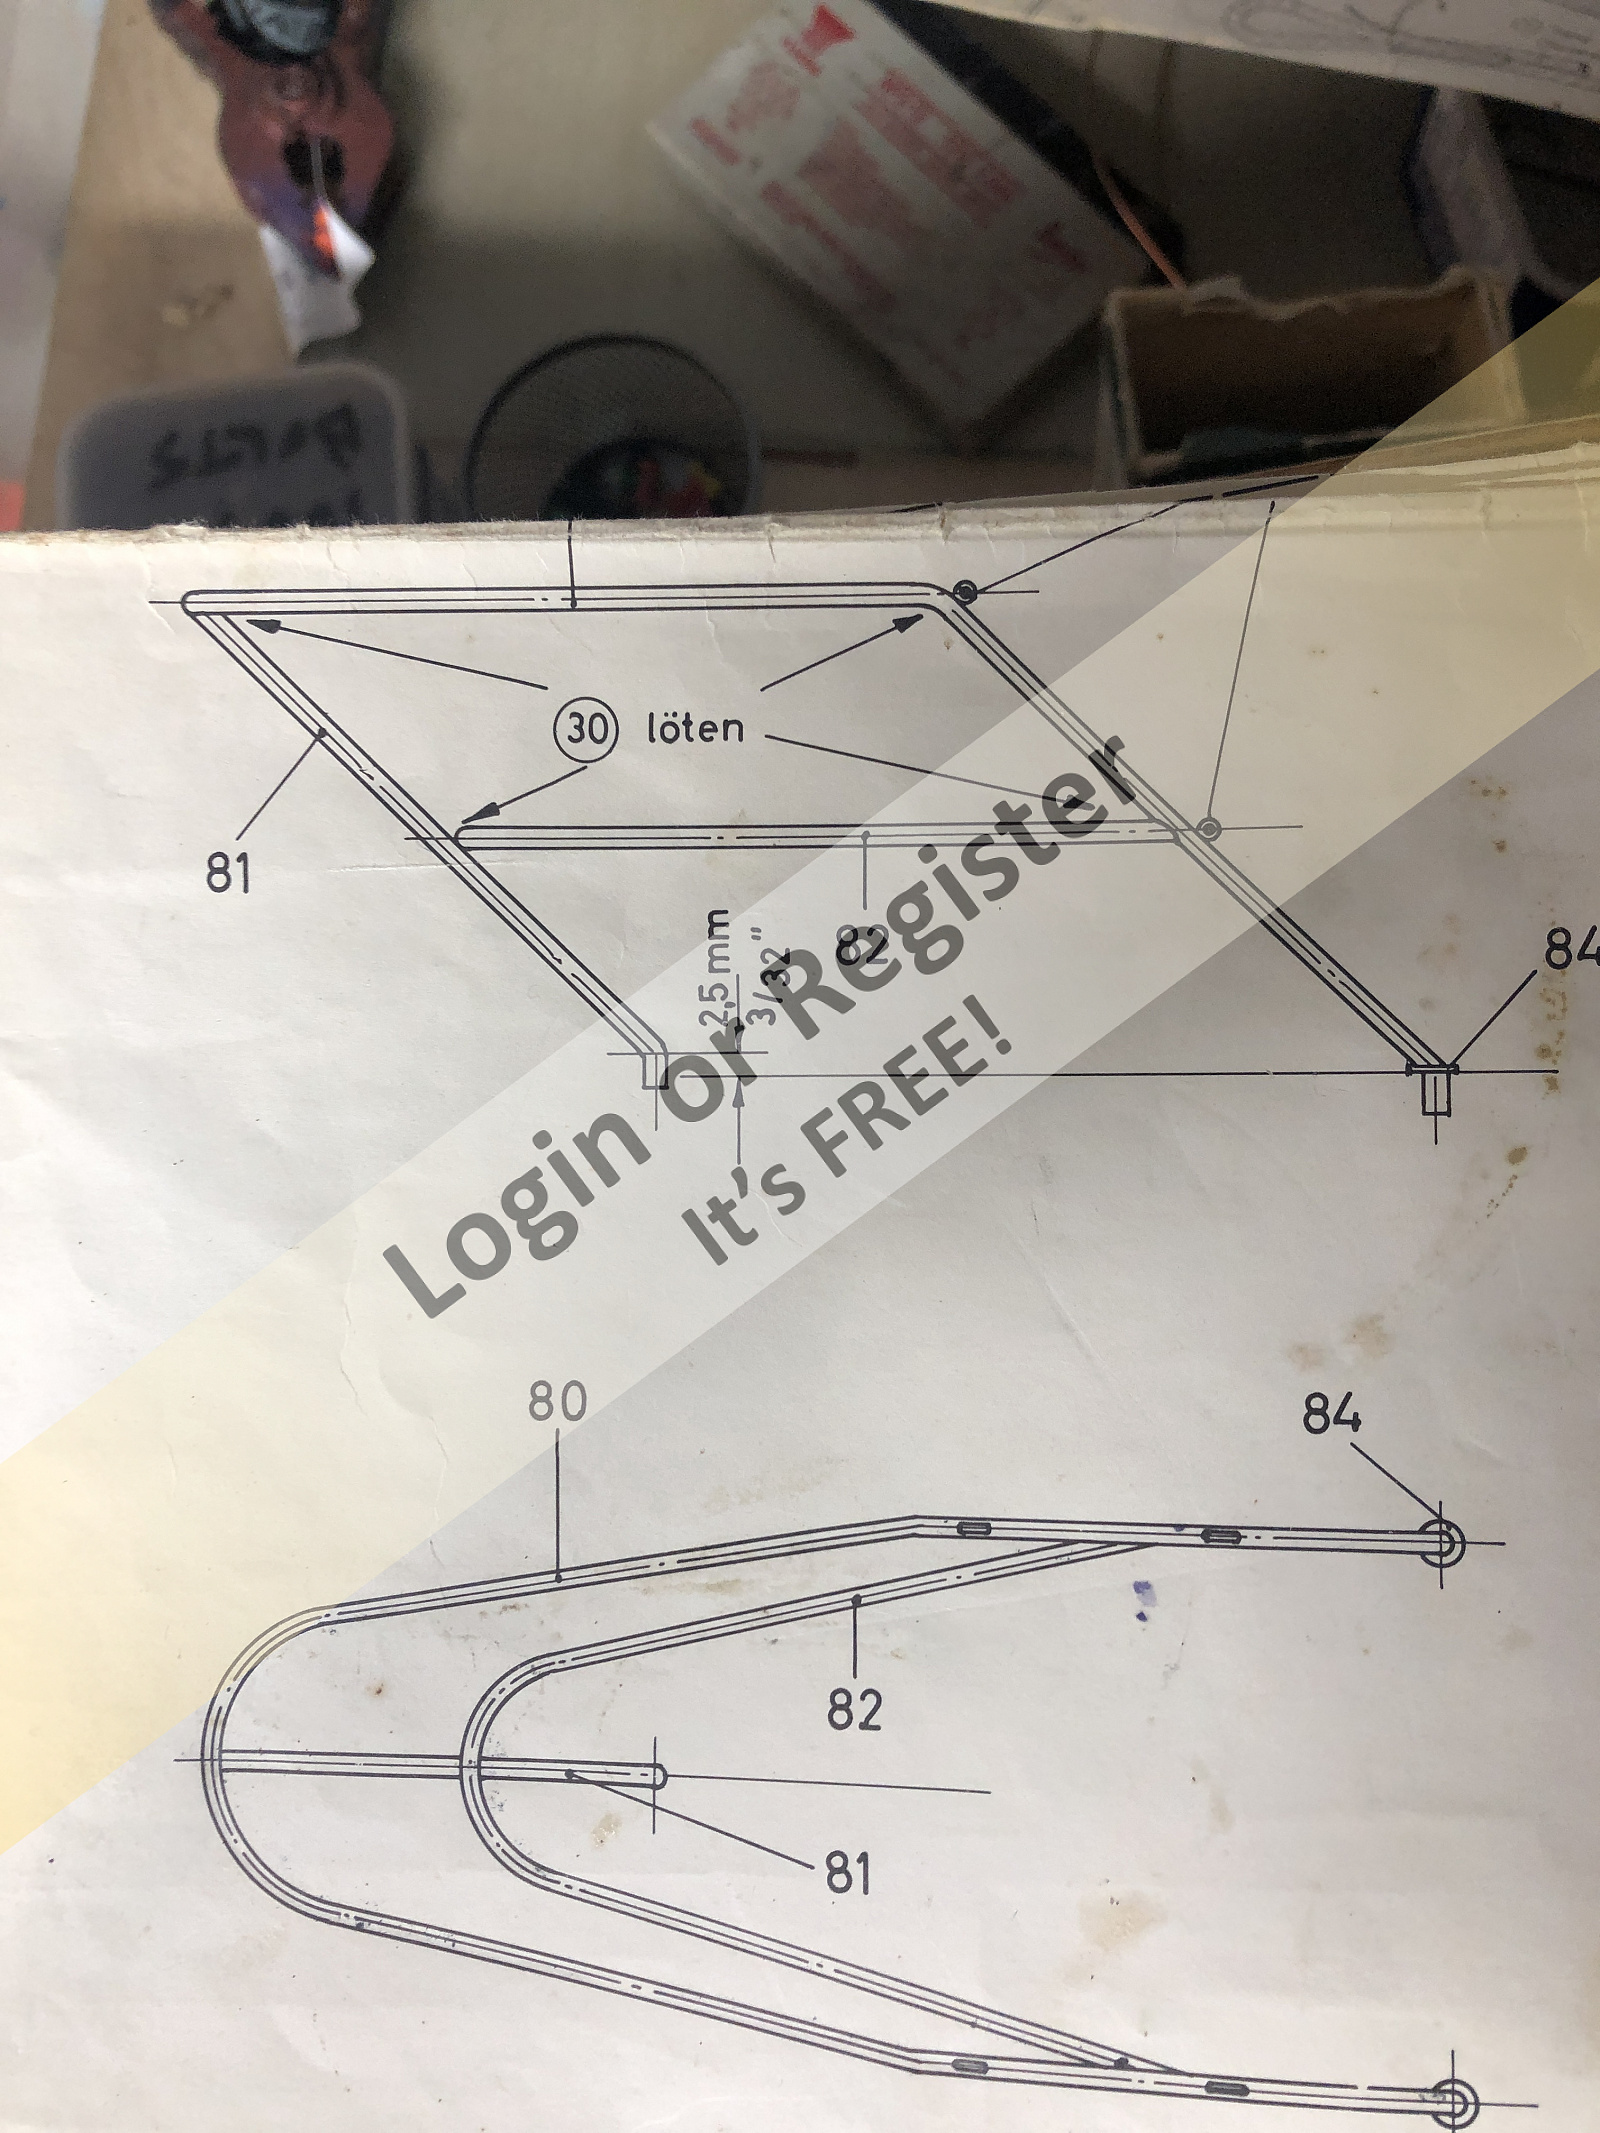 BOLTS
30 löten
81
82
2,5 mm
3/32"
84
Login or Register
It's FREE!
80
84
82
81